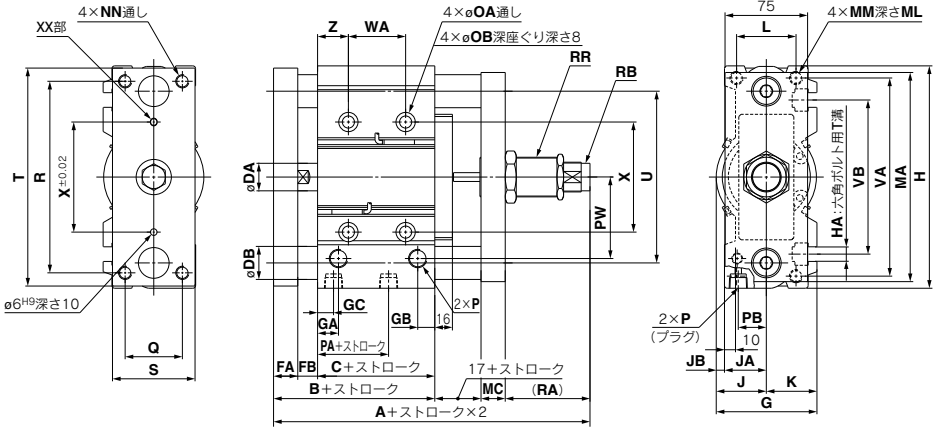 4×NN通し
XX部
T
R
X±0.02
ø6H9深さ10
Q
S
Z
WA
4×øOA通し
4×øOB深座ぐり深さ8
RR
RB
øDA
øDB
X
U
PW
GC
GA
GB
16
2×P
PA+ストローク
FA
FB
C+ストローク
17+ストローク
B+ストローク
MC
(RA)
A+ストローク×2
75
L
4×MM深さML
HA:六角ボルト用T溝
VB
VA
MA
H
2×P
(プラグ)
PB
10
JB
JA
J
K
G